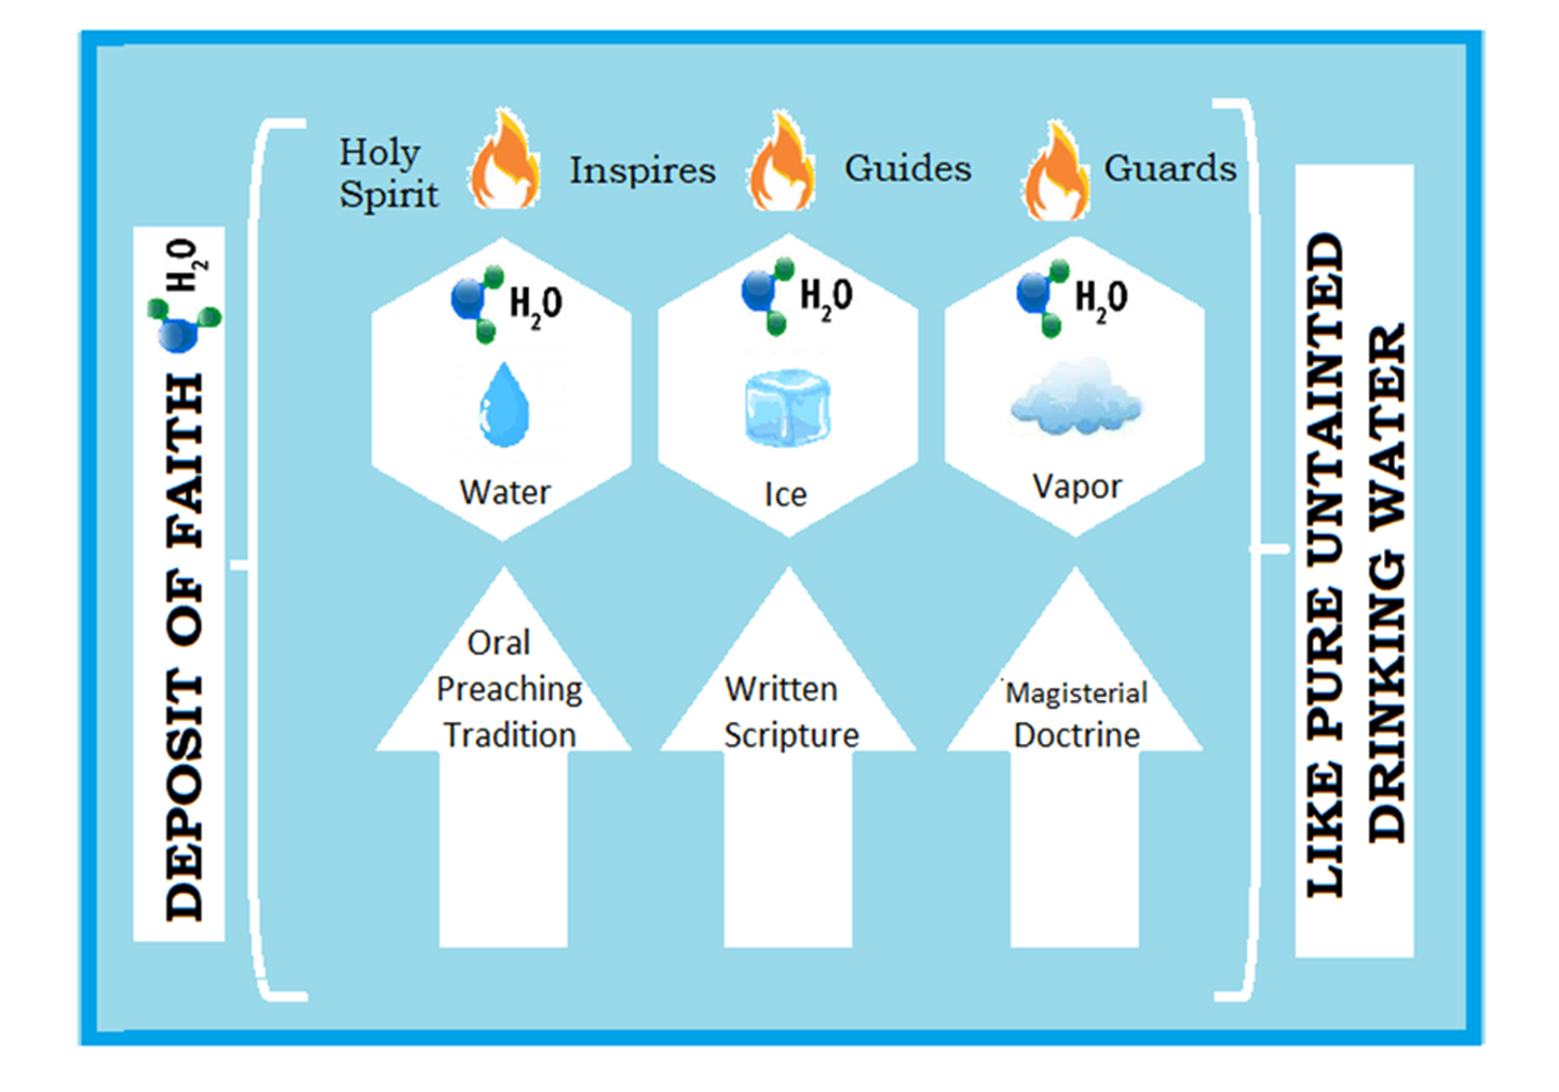 DEPOSIT OF FAITH H₂O
Holy
Spirit
Inspires
Guides
Guards
H₂O
Water
H₂O
Ice
H₂O
Vapor
Oral
Preaching
Tradition
Written
Scripture
Magisterial
Doctrine
LIKE PURE UNTAINTED
DRINKING WATER